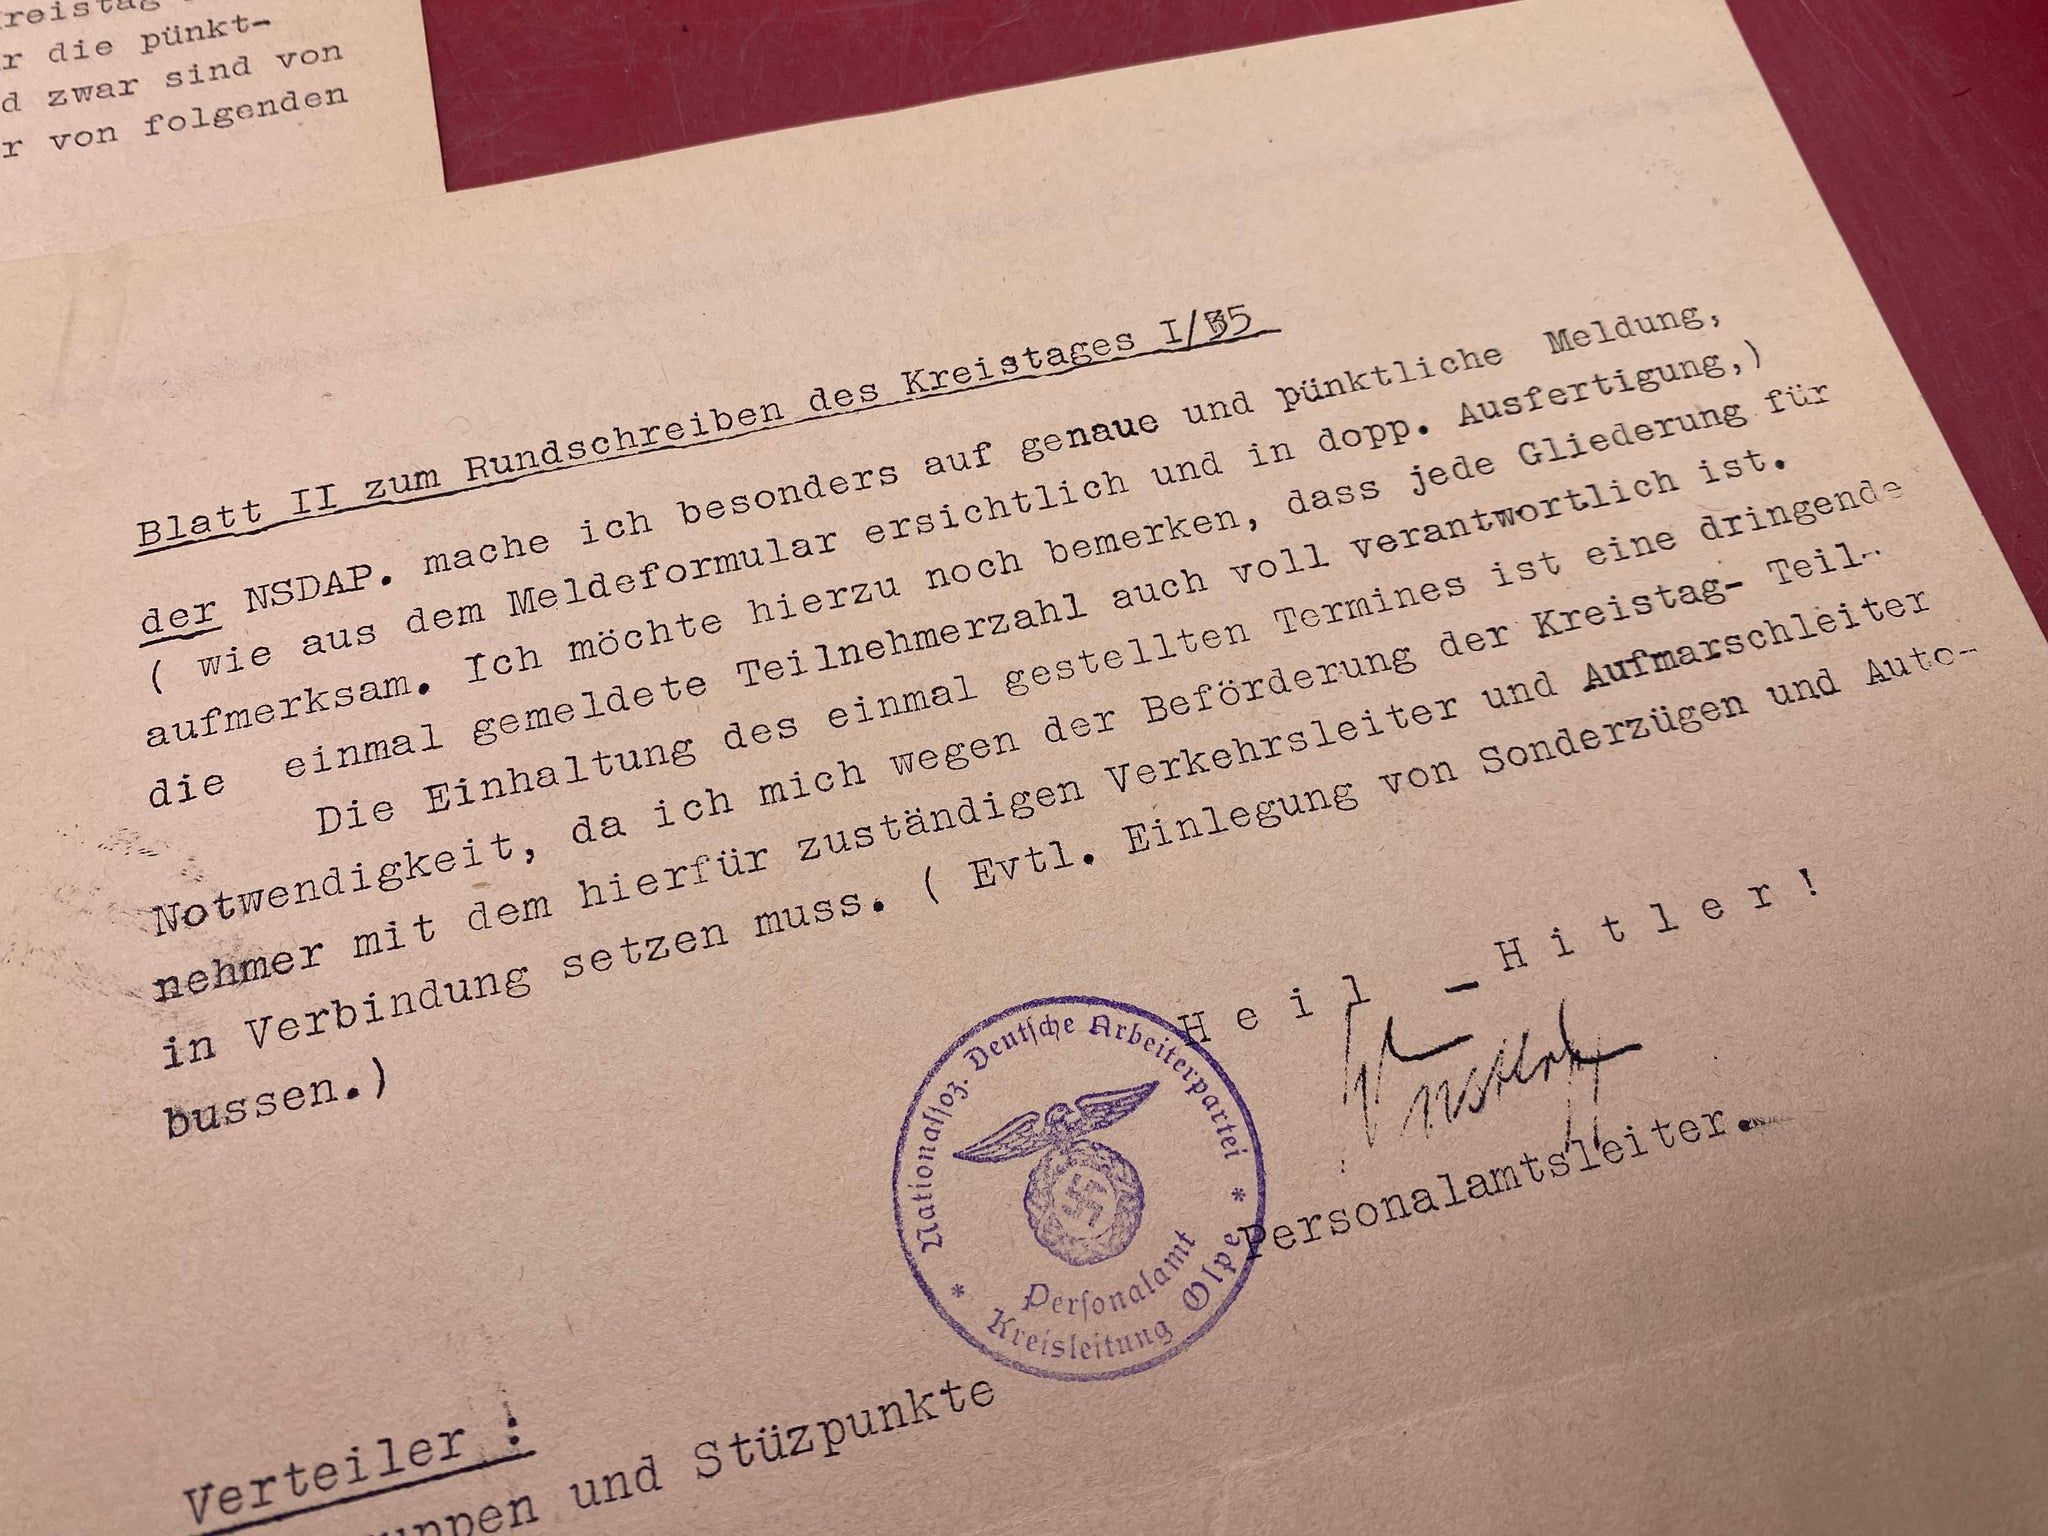 die pünkt-
zwar sind von
von folgenden
Blatt II zum Rundschreiben des Kreistages I/35
der NSDAP. mache ich besonders auf genaue und pünktliche Meldung,
( wie aus dem Meldeformular ersichtlich und in dopp. Ausfertigung,)
aufmerksam. Ich möchte hierzu noch bemerken, dass jede Gliederung für
die einmal gemeldete Teilnehmerzahl auch voll verantwortlich ist.
Die Einhaltung des einmal gestellten Termines ist eine dringende
Notwendigkeit, da ich mich wegen der Beförderung der Kreistag- Teil-
nehmer mit dem hierfür zuständigen Verkehrsleiter und Aufmarschleiter
in Verbindung setzen muss. ( Evtl. Einlegung von Sonderzügen und Auto-
bussen.)
H e i l - H i t l e r !
Personalamtsleiter.
Nationalsoz. Deutsche Arbeiterpartei
Personalamt
* Kreisleitung Olpe *
Verteiler !
und Stüzpunkte